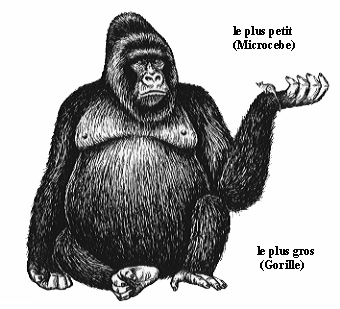 le plus petit
(Microcebe)
le plus gros
(Gorille)